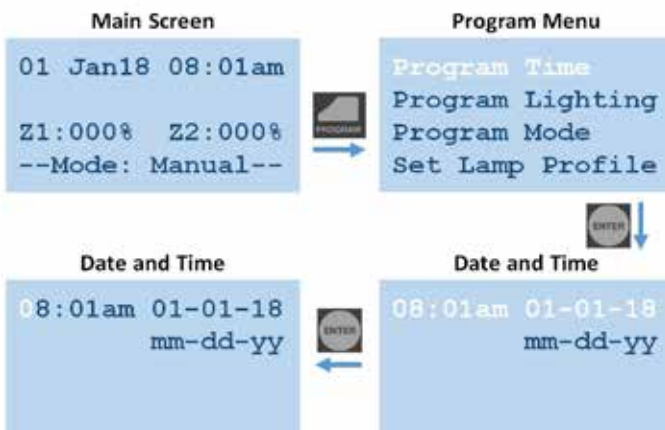 Main Screen
01 Jan18 08:01am
Z1:000% Z2:000%
--Mode: Manual--
PROGRAM
Program Menu
Program Time
Program Lighting
Program Mode
Set Lamp Profile
ENTER
Date and Time
08:01am 01-01-18
mm-dd-yy
ENTER
Date and Time
08:01am 01-01-18
mm-dd-yy